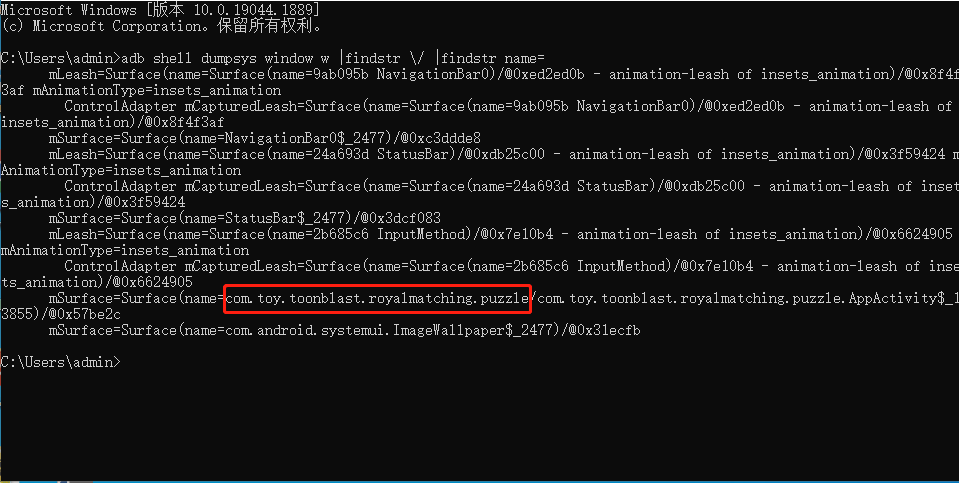 Microsoft Windows [版本 10.0.19044.1889]
(c) Microsoft Corporation。保留所有权利。
C:\Users\admin>adb shell dumpsys window w |findstr \/ |findstr name=
mLeash=Surface(name=Surface(name=9ab095b NavigationBar0)/@0xed2ed0b - animation-leash of insets_animation)/@0x8f4f
3af mAnimationType=insets_animation
ControlAdapter mCapturedLeash=Surface(name=Surface(name=9ab095b NavigationBar0)/@0xed2ed0b - animation-leash of
insets_animation)/@0x8f4f3af
mSurface=Surface(name=NavigationBar0$_2477)/@0xc3ddde8
mLeash=Surface(name=Surface(name=24a693d StatusBar)/@0xdb25c00 - animation-leash of insets_animation)/@0x3f59424 m
AnimationType=insets_animation
ControlAdapter mCapturedLeash=Surface(name=Surface(name=24a693d StatusBar)/@0xdb25c00 - animation-leash of inset
s_animation)/@0x3f59424
mSurface=Surface(name=StatusBar$_2477)/@0x3dcf083
mLeash=Surface(name=Surface(name=2b685c6 InputMethod)/@0x7e10b4 - animation-leash of insets_animation)/@0x6624905
mAnimationType=insets_animation
ControlAdapter mCapturedLeash=Surface(name=Surface(name=2b685c6 InputMethod)/@0x7e10b4 - animation-leash of inse
ts_animation)/@0x6624905
mSurface=Surface(name=com.toy.toonblast.royalmatching.puzzle/com.toy.toonblast.royalmatching.puzzle.AppActivity$_1
3855)/@0x57be2c
mSurface=Surface(name=com.android.systemui.ImageWallpaper$_2477)/@0x31ecfb
C:\Users\admin>